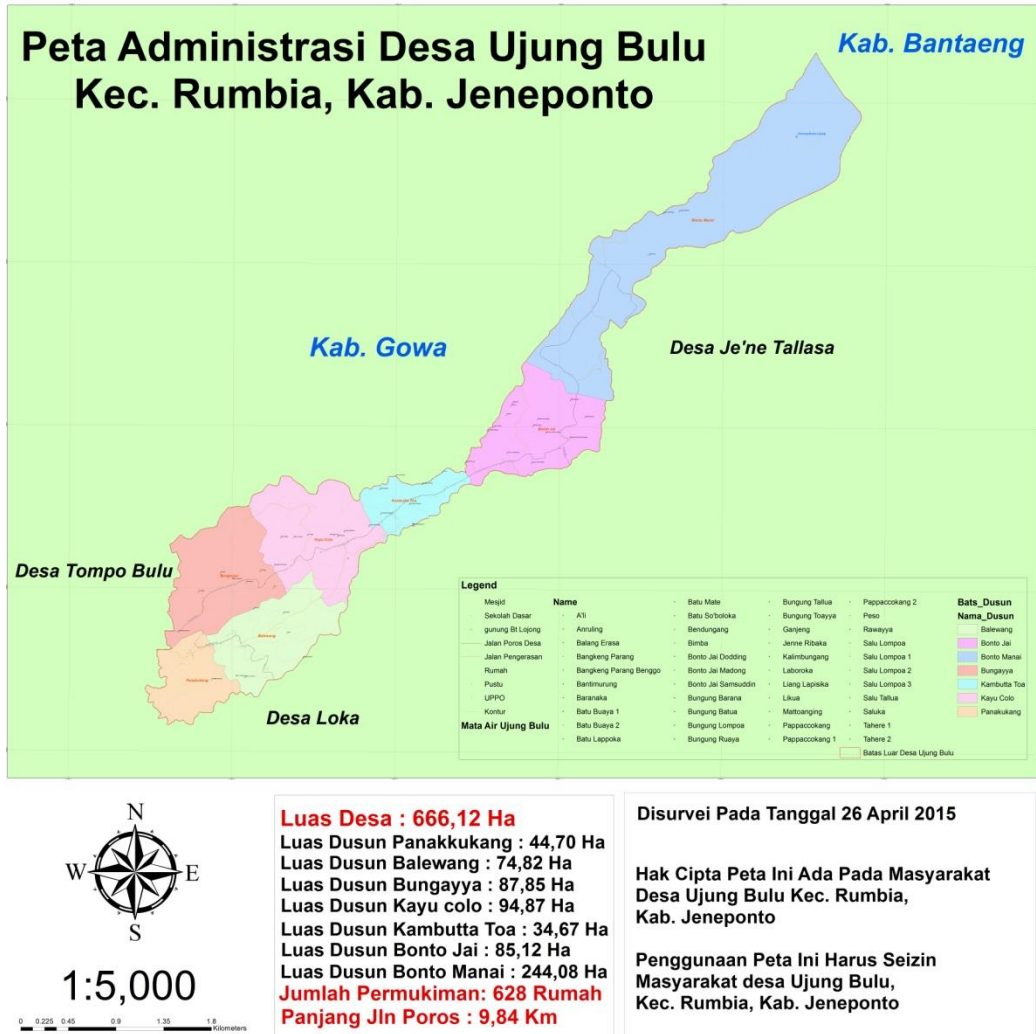 Peta Administrasi Desa Ujung Bulu
Kec. Rumbia, Kab. Jeneponto
Kab. Bantaeng
Kab. Gowa
Desa Je'ne Tallasa
Desa Tompo Bulu
Desa Loka
Bonto Manai
Bonto Jai
Kambutta Toa
Kayu Colo
Bungayya
Balewang
Panakukang
Legend
Mesjid
Sekolah Dasar
gunung Bt Lojong
Jalan Poros Desa
Jalan Pengerasan
Rumah
Pustu
UPPO
Kontur
Mata Air Ujung Bulu
Name
A'li
Anruling
Balang Erasa
Bangkeng Parang
Bangkeng Parang Benggo
Bantimurung
Baranaka
Batu Buaya 1
Batu Buaya 2
Batu Lappoka
Batu Mate
Batu So'boloka
Bendungang
Bimba
Bonto Jai Dodding
Bonto Jai Madong
Bonto Jai Samsuddin
Bungung Barana
Bungung Batua
Bungung Lompoa
Bungung Ruaya
Bungung Tallua
Bungung Toayya
Ganjeng
Jenne Ribaka
Kalimbungang
Laboroka
Liang Lapisika
Likua
Mattoanging
Pappaccokang
Pappaccokang 1
Pappaccokang 2
Peso
Rawayya
Salu Lompoa
Salu Lompoa 1
Salu Lompoa 2
Salu Lompoa 3
Salu Tallua
Saluka
Tahere 1
Tahere 2
Bats_Dusun
Nama_Dusun
Balewang
Bonto Jai
Bonto Manai
Bungayya
Kambutta Toa
Kayu Colo
Panakukang
Batas Luar Desa Ujung Bulu
N
W E
S
1:5,000
0 0.225 0.45 0.9 1.35 1.8
Kilometers
Luas Desa : 666,12 Ha
Luas Dusun Panakkukang : 44,70 Ha
Luas Dusun Balewang : 74,82 Ha
Luas Dusun Bungayya : 87,85 Ha
Luas Dusun Kayu colo : 94,87 Ha
Luas Dusun Kambutta Toa : 34,67 Ha
Luas Dusun Bonto Jai : 85,12 Ha
Luas Dusun Bonto Manai : 244,08 Ha
Jumlah Permukiman: 628 Rumah
Panjang Jln Poros : 9,84 Km
Disurvei Pada Tanggal 26 April 2015
Hak Cipta Peta Ini Ada Pada Masyarakat
Desa Ujung Bulu Kec. Rumbia,
Kab. Jeneponto
Penggunaan Peta Ini Harus Seizin
Masyarakat desa Ujung Bulu,
Kec. Rumbia, Kab. Jeneponto